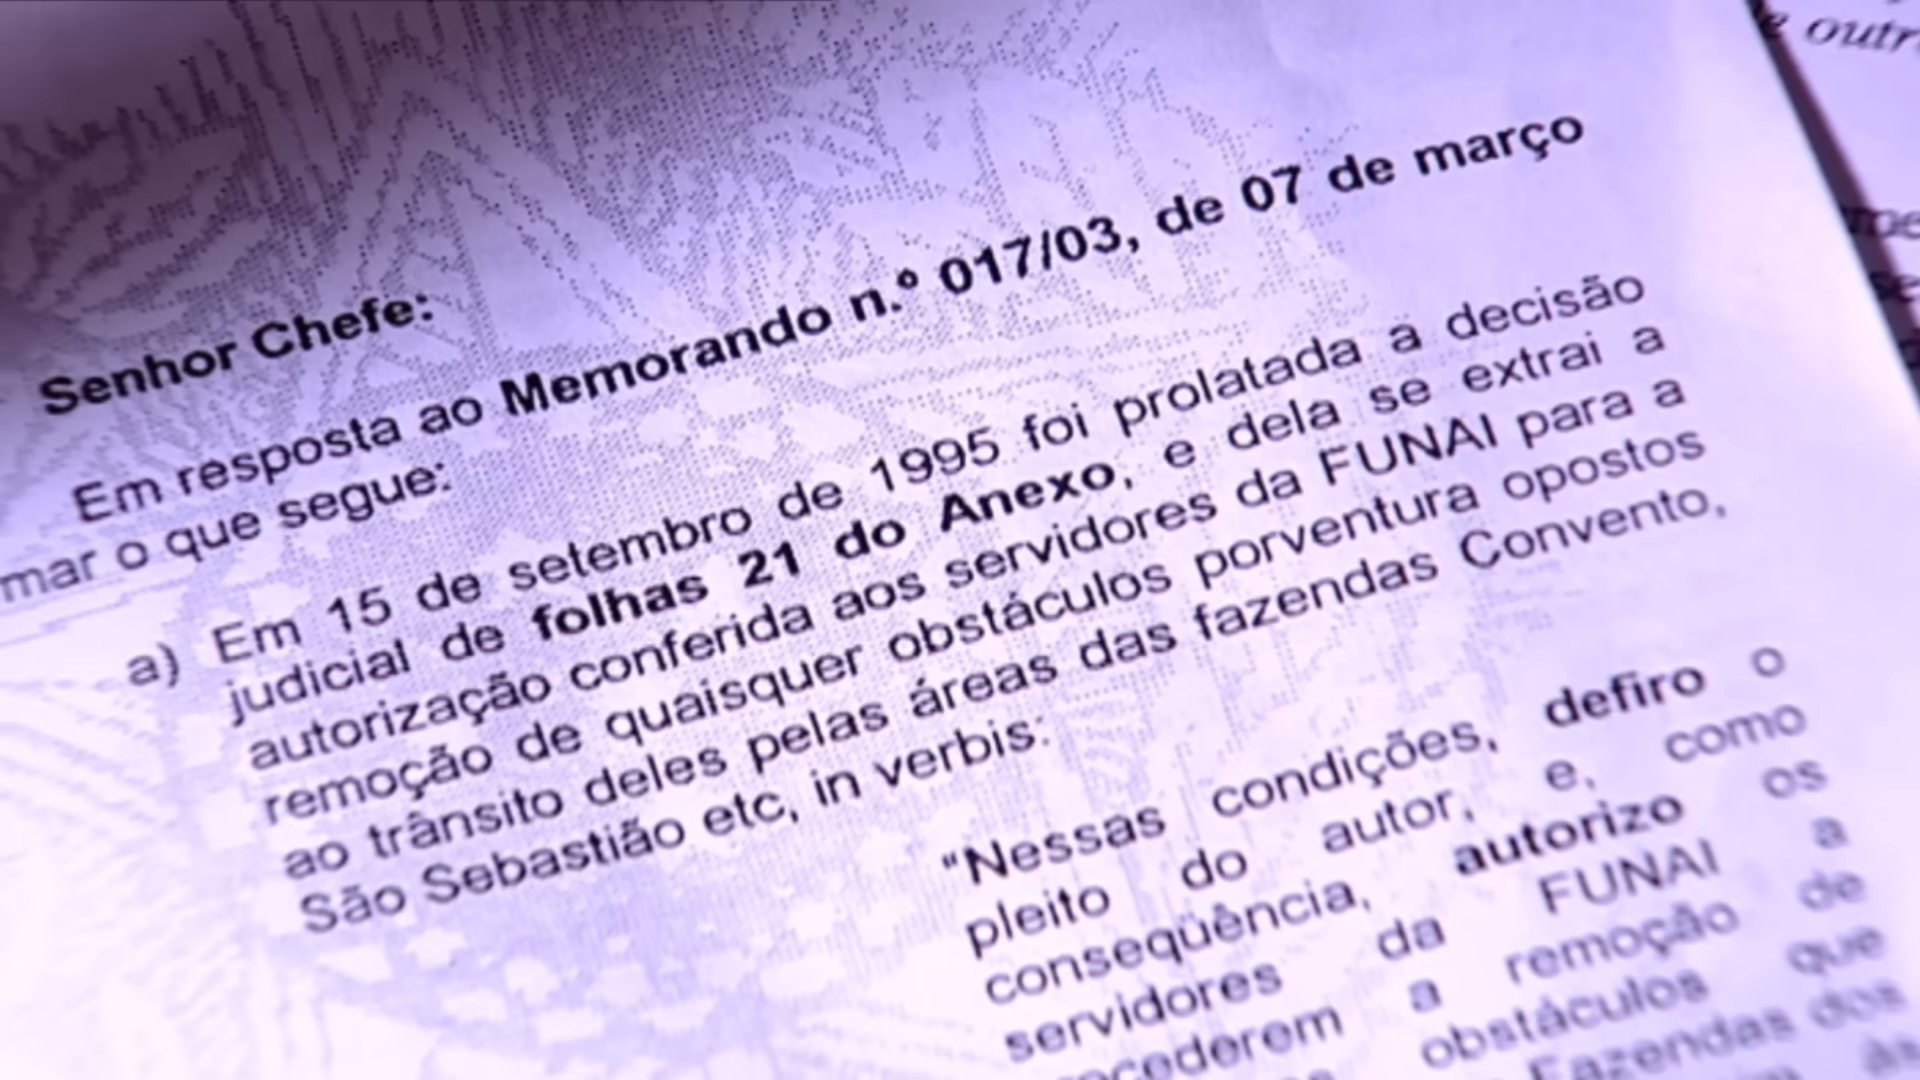 outr
Senhor Chefe:
Em resposta ao Memorando n.º 017/03, de 07 de março
mar o que segue:
a) Em 15 de setembro de 1995 foi prolatada a decisão
judicial de folhas 21 do Anexo, e dela se extrai a
autorização conferida aos servidores da FUNAI para a
remoção de quaisquer obstáculos porventura opostos
ao trânsito deles pelas áreas das fazendas Convento,
São Sebastião etc, in verbis:
“Nessas condições, defiro o
pleito do autor, e, como
conseqüência, autorizo os
servidores da FUNAI a
procederem a remoção de
obstáculos que
Fazendas dos
às